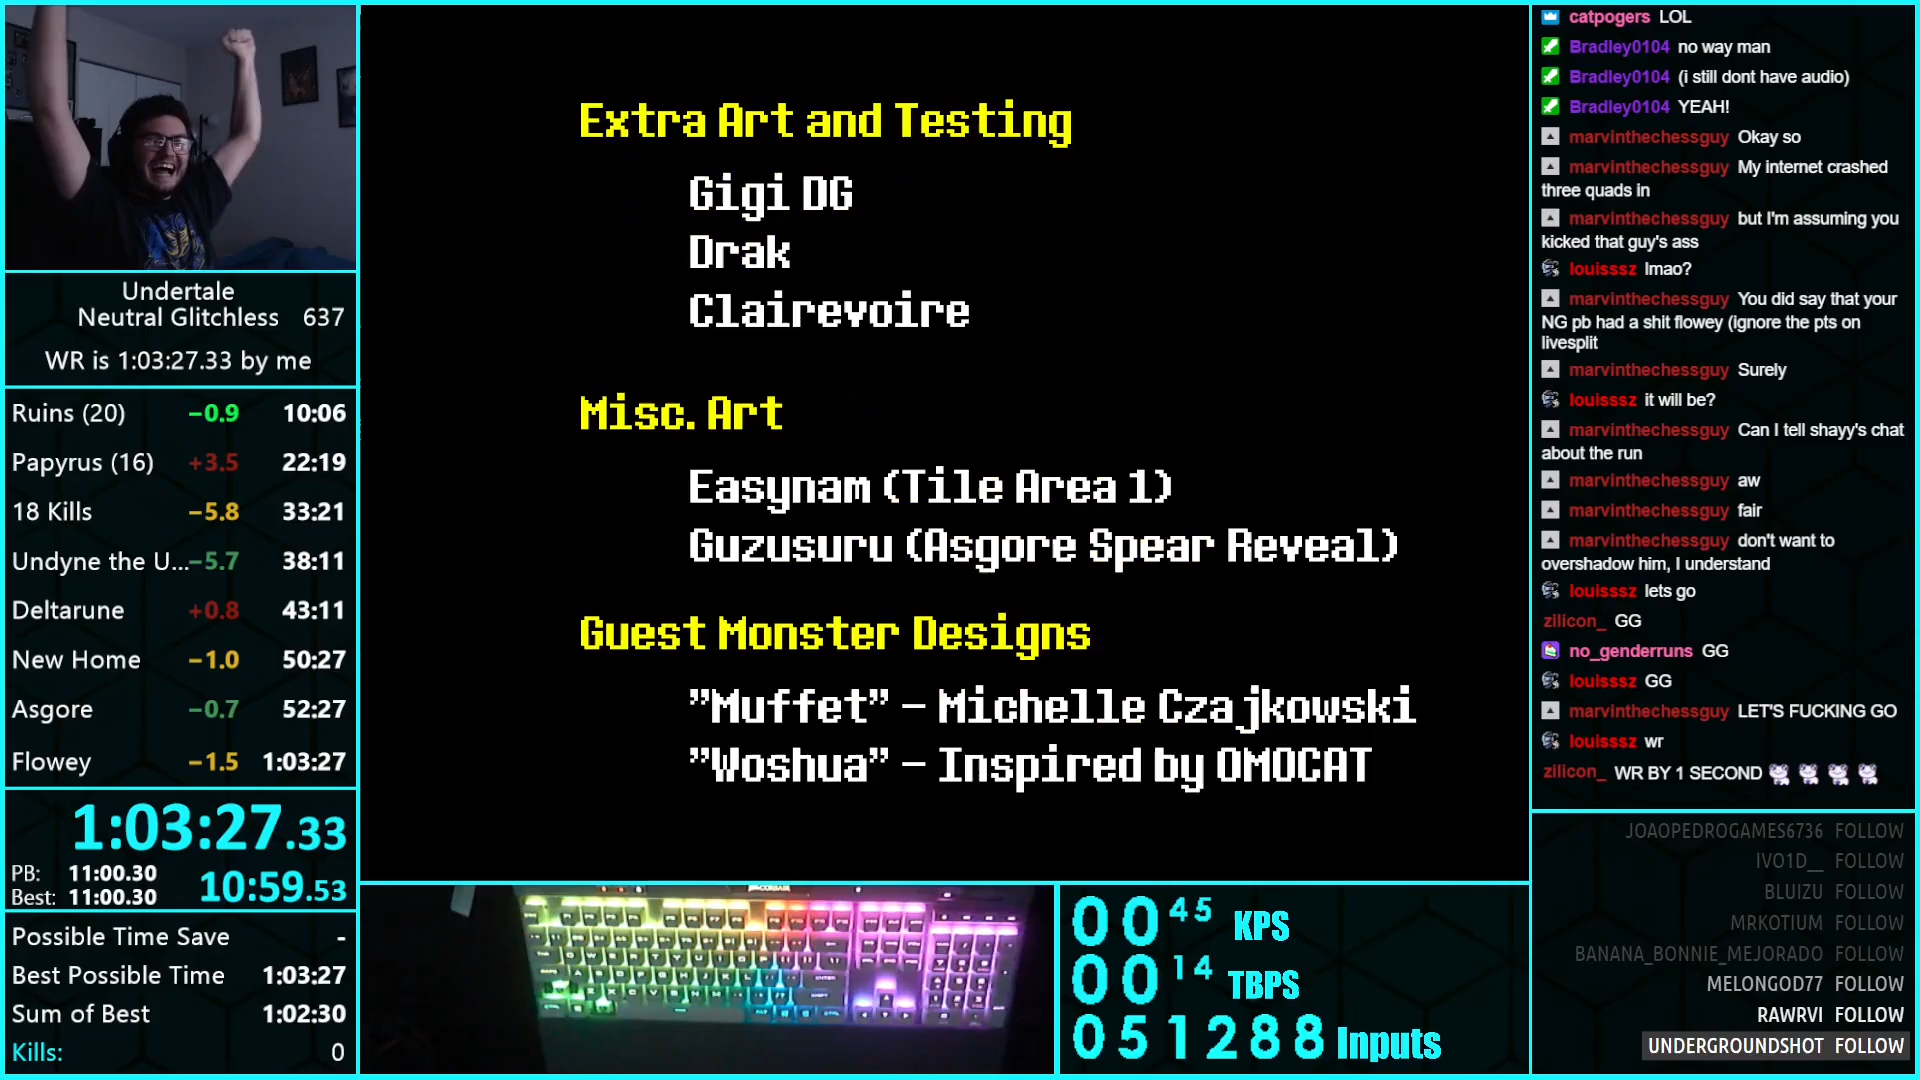 Undertale
Neutral Glitchless 637
WR is 1:03:27.33 by me
Ruins (20) −0.9 10:06
Papyrus (16) +3.5 22:19
18 Kills −5.8 33:21
Undyne the U... −5.7 38:11
Deltarune +0.8 43:11
New Home −1.0 50:27
Asgore −0.7 52:27
Flowey −1.5 1:03:27
1:03:27.33
PB: 11:00.30
Best: 11:00.30
10:59.53
Possible Time Save -
Best Possible Time 1:03:27
Sum of Best 1:02:30
Kills: 0
Extra Art and Testing
Gigi DG
Drak
Clairevoire
Misc. Art
Easynam (Tile Area 1)
Guzusuru (Asgore Spear Reveal)
Guest Monster Designs
"Muffet" – Michelle Czajkowski
"Woshua" – Inspired by OMOCAT
CORSAIR
00 45 KPS
00 14 TBPS
051288 Inputs
catpogers LOL
Bradley0104 no way man
Bradley0104 (i still dont have audio)
Bradley0104 YEAH!
marvinthechessguy Okay so
marvinthechessguy My internet crashed
three quads in
marvinthechessguy but I'm assuming you
kicked that guy's ass
louisssz lmao?
marvinthechessguy You did say that your
NG pb had a shit flowey (ignore the pts on
livesplit
marvinthechessguy Surely
louisssz it will be?
marvinthechessguy Can I tell shayy's chat
about the run
marvinthechessguy aw
marvinthechessguy fair
marvinthechessguy don't want to
overshadow him, I understand
louisssz lets go
zilicon_ GG
no_genderruns GG
louisssz GG
marvinthechessguy LET'S FUCKING GO
louisssz wr
zilicon_ WR BY 1 SECOND
JOAOPEDROGAMES6736 FOLLOW
IVO1D__ FOLLOW
BLUIZU FOLLOW
MRKOTIUM FOLLOW
BANANA_BONNIE_MEJORADO FOLLOW
MELONGOD77 FOLLOW
RAWRVI FOLLOW
UNDERGROUNDSHOT FOLLOW